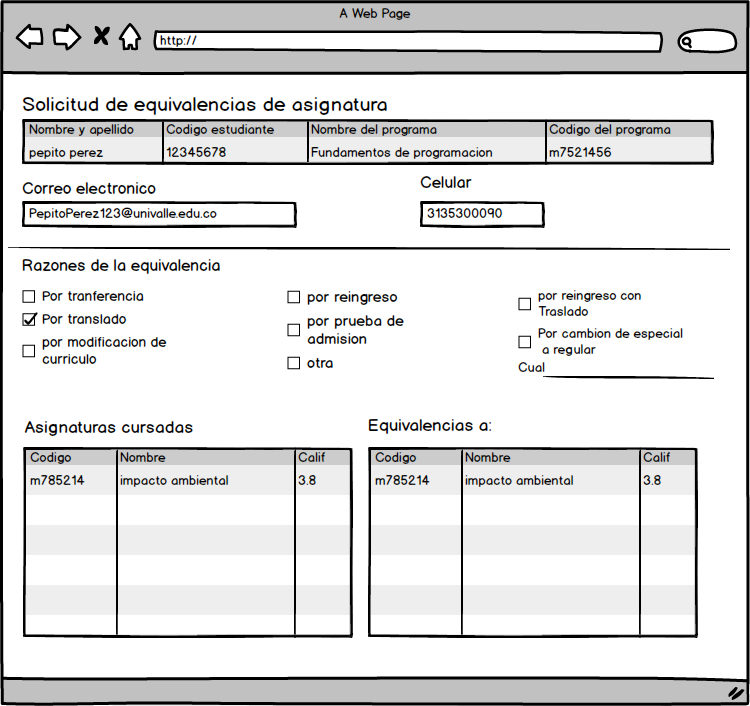 A Web Page
http://
Solicitud de equivalencias de asignatura
Nombre y apellido Codigo estudiante Nombre del programa Codigo del programa
pepito perez 12345678 Fundamentos de programacion m7521456
Correo electronico Celular
PepitoPerez123@univalle.edu.co 3135300090
Razones de la equivalencia
Por tranferencia
Por translado
por modificacion de
curriculo
por reingreso
por prueba de
admision
otra
por reingreso con
Traslado
Por cambion de especial
a regular
Cual
Asignaturas cursadas
Codigo Nombre Calif
m785214 impacto ambiental 3.8
Equivalencias a:
Codigo Nombre Calif
m785214 impacto ambiental 3.8